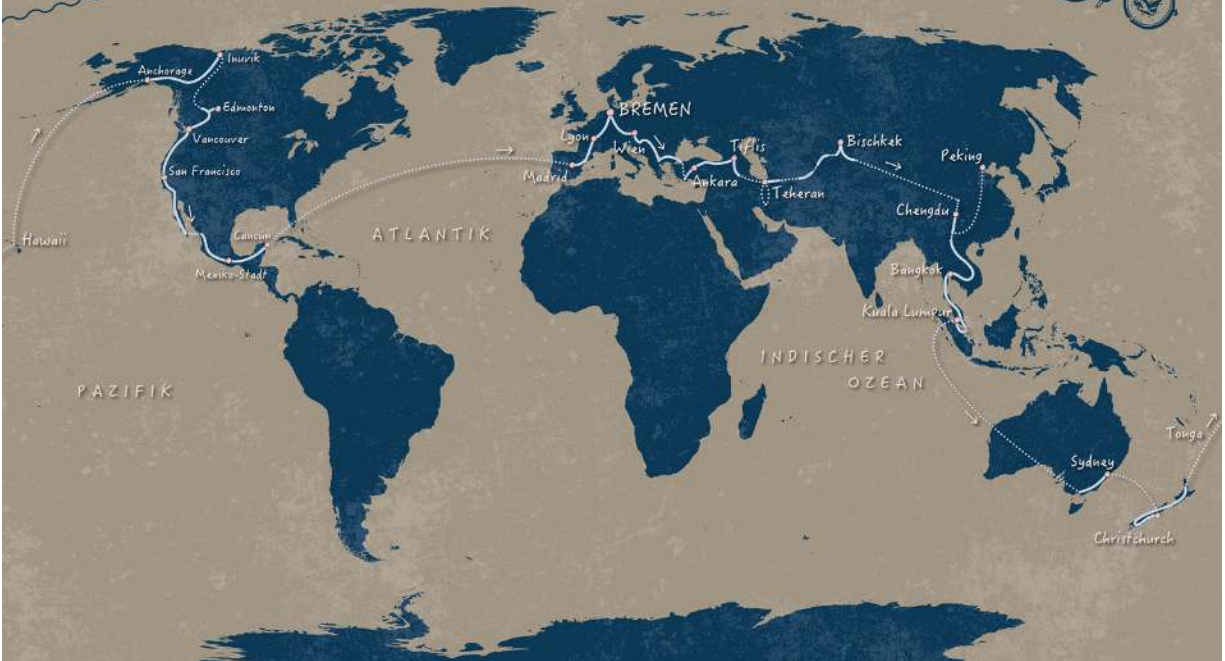 Inuvik
Anchorage
Edmonton
BREMEN
Vancouver
Lyon
Wien
Tiflis
Bischkek
Peking
San Francisco
Madrid
Ankara
Teheran
Chengdu
Hawaii
Cancún
ATLANTIK
Mexiko-Stadt
Bangkok
Kuala Lumpur
INDISCHER
OZEAN
PAZIFIK
Tonga
Sydney
Christchurch